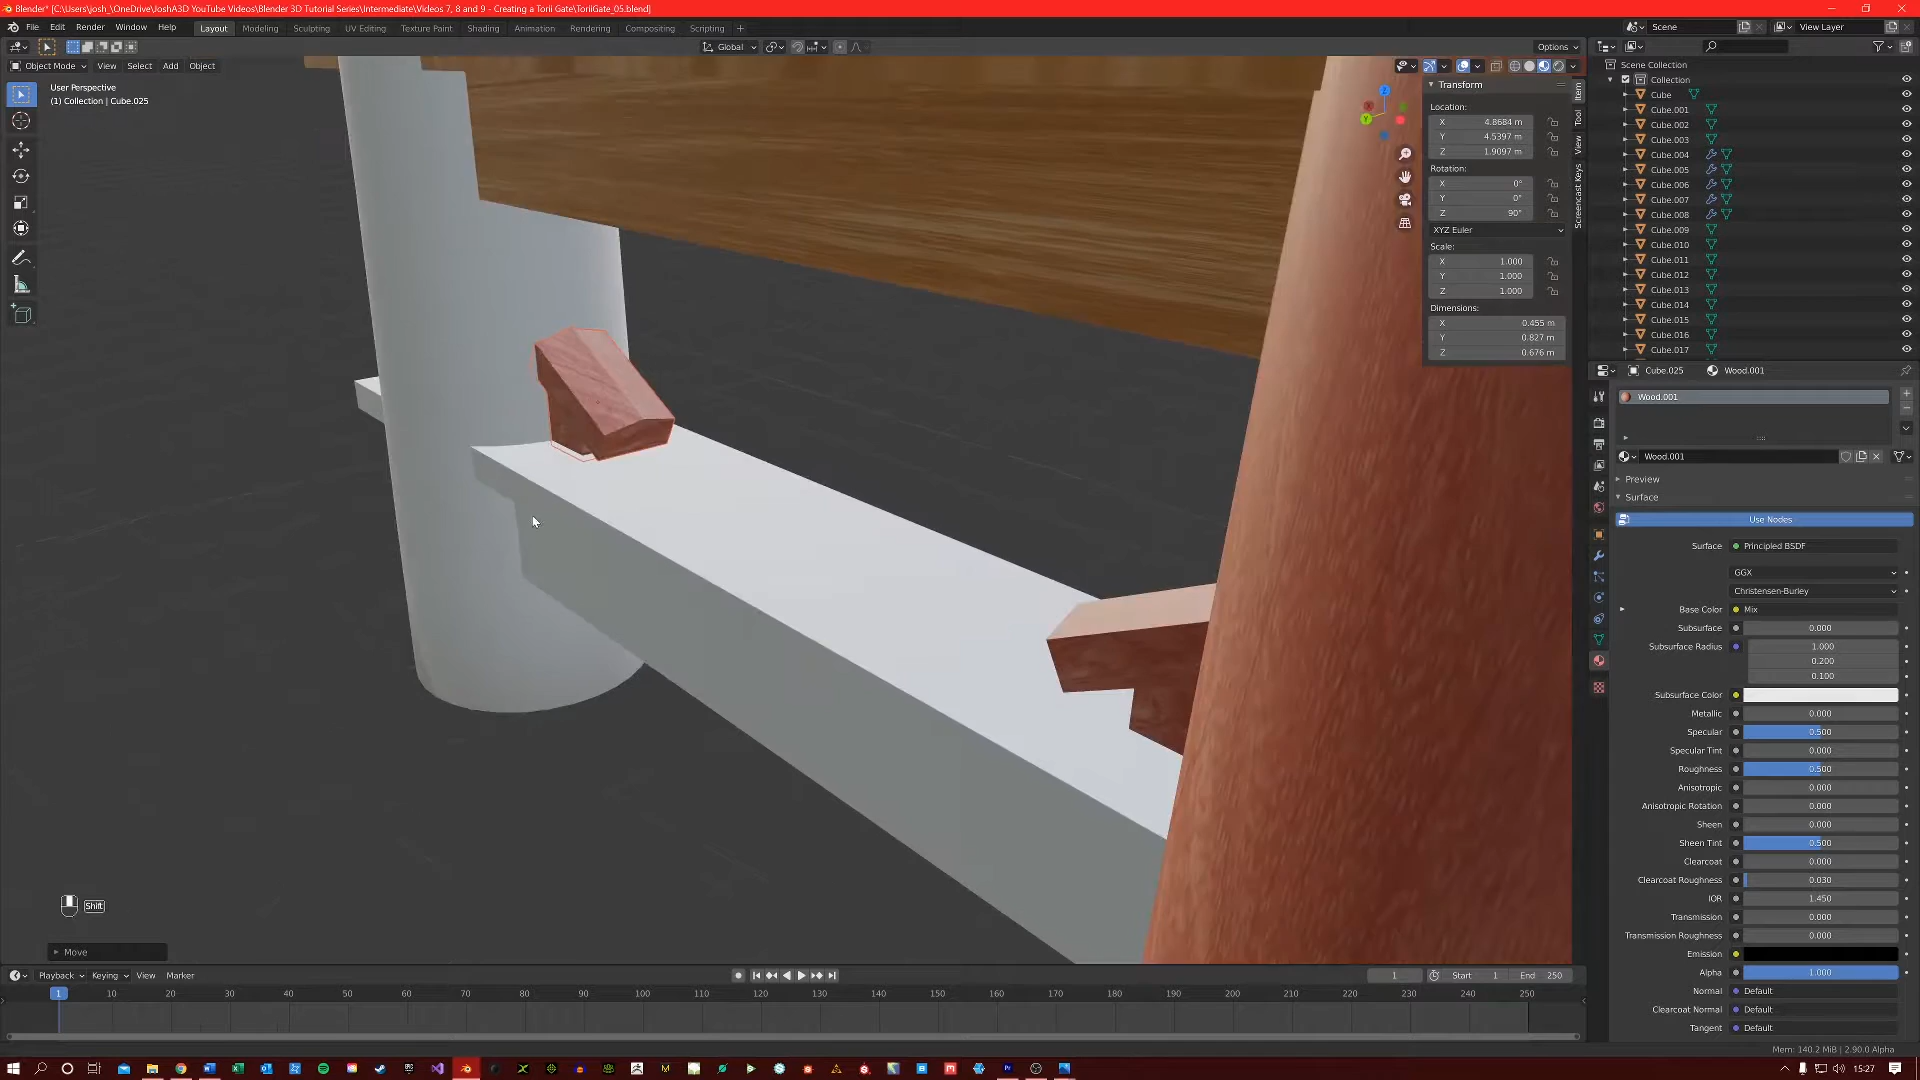 Blender* [C:\Users\josh_\OneDrive\JoshA3D YouTube Videos\Blender 3D Tutorial Series\Intermediate\Videos 7, 8 and 9 - Creating a Torii Gate\ToriiGate_05.blend]
File Edit Render Window Help Layout Modeling Sculpting UV Editing Texture Paint Shading Animation Rendering Compositing Scripting + Scene View Layer
Global Options
Object Mode View Select Add Object
User Perspective
(1) Collection | Cube.025
Transform
Location:
X 4.8684 m
Y 4.5397 m
Z 1.9097 m
Rotation:
X 0°
Y 0°
Z 90°
XYZ Euler
Scale:
X 1.000
Y 1.000
Z 1.000
Dimensions:
X 0.455 m
Y 0.827 m
Z 0.676 m
Item
Tool
View
Screencast Keys
Scene Collection
Collection
Cube
Cube.001
Cube.002
Cube.003
Cube.004
Cube.005
Cube.006
Cube.007
Cube.008
Cube.009
Cube.010
Cube.011
Cube.012
Cube.013
Cube.014
Cube.015
Cube.016
Cube.017
Cube.025 Wood.001
Wood.001
Wood.001
Preview
Surface
Use Nodes
Surface Principled BSDF
GGX
Christensen-Burley
Base Color Mix
Subsurface 0.000
Subsurface Radius 1.000
0.200
0.100
Subsurface Color
Metallic 0.000
Specular 0.500
Specular Tint 0.000
Roughness 0.500
Anisotropic 0.000
Anisotropic Rotation 0.000
Sheen 0.000
Sheen Tint 0.500
Clearcoat 0.000
Clearcoat Roughness 0.030
IOR 1.450
Transmission 0.000
Transmission Roughness 0.000
Emission
Alpha 1.000
Normal Default
Clearcoat Normal Default
Tangent Default
Shift
Move
Playback Keying View Marker 1 Start 1 End 250
1 10 20 30 40 50 60 70 80 90 100 110 120 130 140 150 160 170 180 190 200 210 220 230 240 250
Mem: 140.2 MiB | 2.90.0 Alpha
15:27